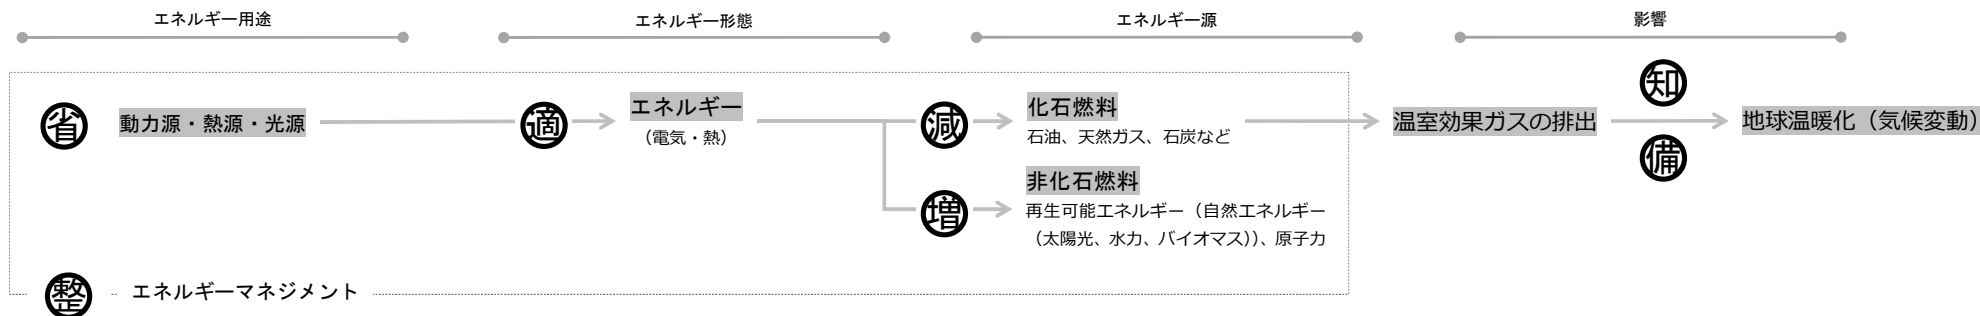 エネルギー用途
エネルギー形態
エネルギー源
影響
省
動力源・熱源・光源
適
エネルギー
（電気・熱）
減
化石燃料
石油、天然ガス、石炭など
増
非化石燃料
再生可能エネルギー（自然エネルギー
（太陽光、水力、バイオマス））、原子力
温室効果ガスの排出
知
備
地球温暖化（気候変動）
整
エネルギーマネジメント